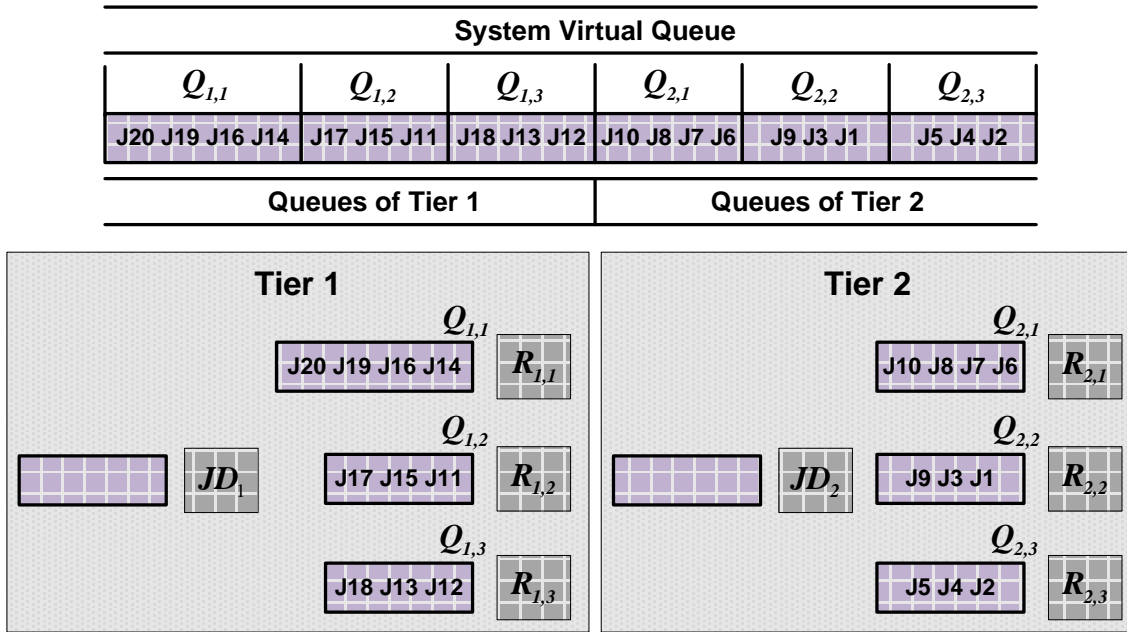 System Virtual Queue
Q1,1 Q1,2 Q1,3 Q2,1 Q2,2 Q2,3
J20 J19 J16 J14 J17 J15 J11 J18 J13 J12 J10 J8 J7 J6 J9 J3 J1 J5 J4 J2
Queues of Tier 1 Queues of Tier 2
Tier 1
Q1,1
J20 J19 J16 J14 R1,1
Q1,2
JD1 J17 J15 J11 R1,2
Q1,3
J18 J13 J12 R1,3
Tier 2
Q2,1
J10 J8 J7 J6 R2,1
Q2,2
JD2 J9 J3 J1 R2,2
Q2,3
J5 J4 J2 R2,3